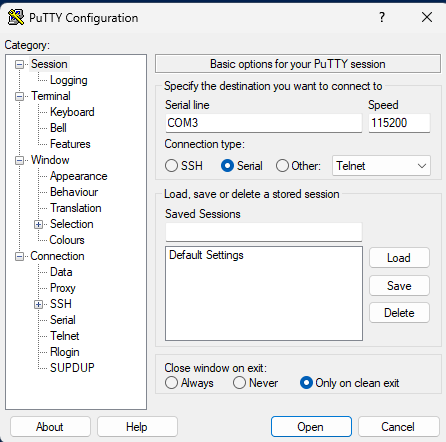 PuTTY Configuration
? X
Category:
Session
Logging
Terminal
Keyboard
Bell
Features
Window
Appearance
Behaviour
Translation
Selection
Colours
Connection
Data
Proxy
SSH
Serial
Telnet
Rlogin
SUPDUP
Basic options for your PuTTY session
Specify the destination you want to connect to
Serial line Speed
COM3 115200
Connection type:
SSH Serial Other: Telnet
Load, save or delete a stored session
Saved Sessions
Default Settings
Load
Save
Delete
Close window on exit:
Always Never Only on clean exit
About Help Open Cancel